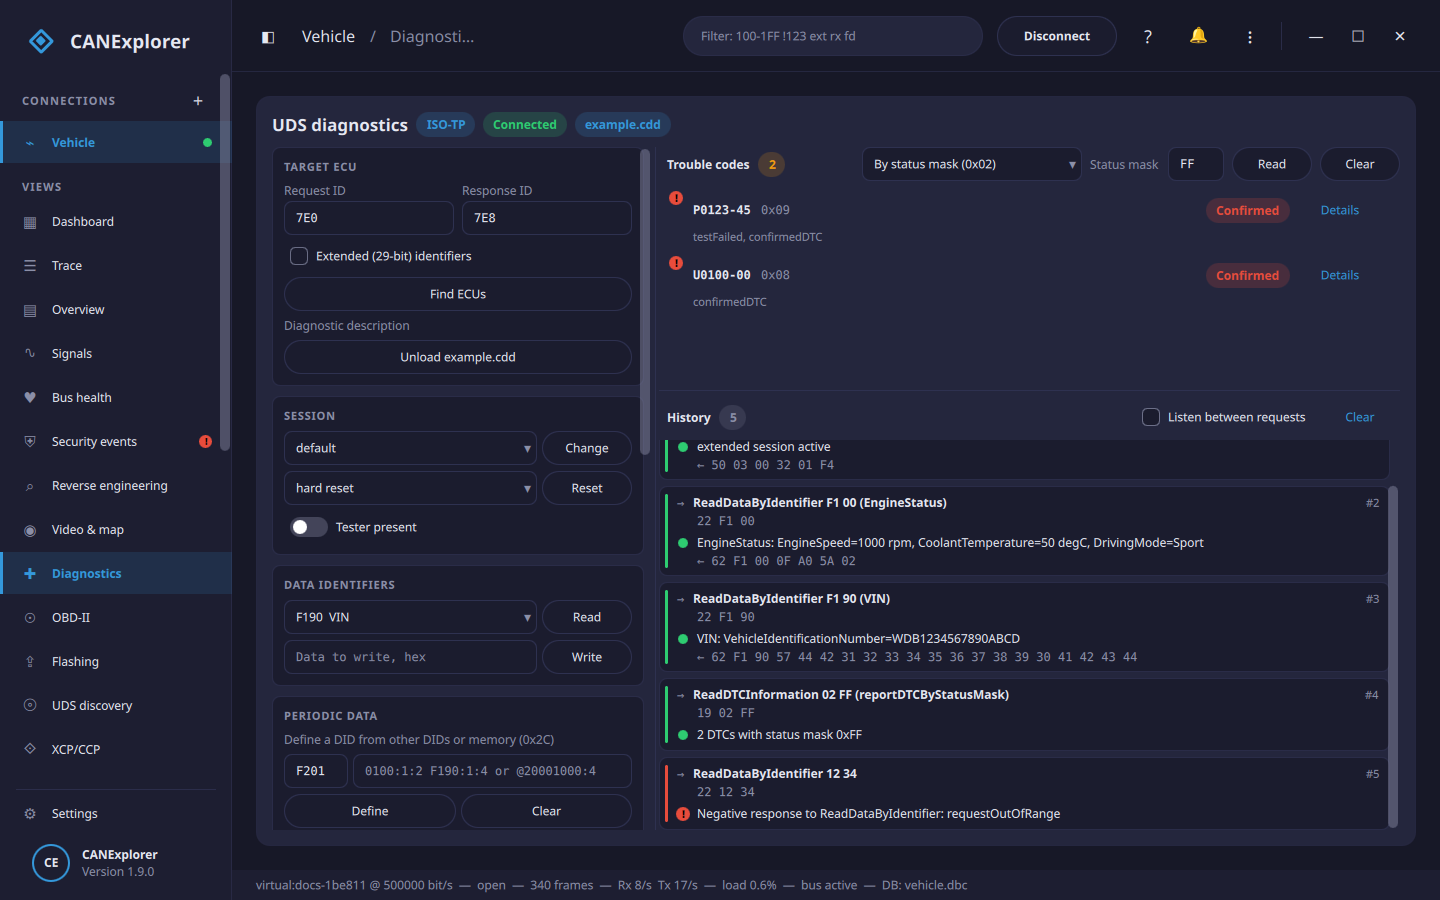 CANExplorer
Vehicle / Diagnosti...
Filter: 100-1FF !123 ext rx fd
Disconnect
?
CONNECTIONS +
Vehicle
VIEWS
Dashboard
Trace
Overview
Signals
Bus health
Security events
Reverse engineering
Video & map
Diagnostics
OBD-II
Flashing
UDS discovery
XCP/CCP
Settings
CE
CANExplorer
Version 1.9.0
UDS diagnostics ISO-TP Connected example.cdd
TARGET ECU
Request ID Response ID
7E0 7E8
Extended (29-bit) identifiers
Find ECUs
Diagnostic description
Unload example.cdd
SESSION
default Change
hard reset Reset
Tester present
DATA IDENTIFIERS
F190 VIN Read
Data to write, hex Write
PERIODIC DATA
Define a DID from other DIDs or memory (0x2C)
F201 0100:1:2 F190:1:4 or @20001000:4
Define Clear
Trouble codes 2 By status mask (0x02) Status mask FF Read Clear
P0123-45 0x09 Confirmed Details
testFailed, confirmedDTC
U0100-00 0x08 Confirmed Details
confirmedDTC
History 5 Listen between requests Clear
extended session active
← 50 03 00 32 01 F4
→ ReadDataByIdentifier F1 00 (EngineStatus) #2
22 F1 00
EngineStatus: EngineSpeed=1000 rpm, CoolantTemperature=50 degC, DrivingMode=Sport
← 62 F1 00 0F A0 5A 02
→ ReadDataByIdentifier F1 90 (VIN) #3
22 F1 90
VIN: VehicleIdentificationNumber=WDB1234567890ABCD
← 62 F1 90 57 44 42 31 32 33 34 35 36 37 38 39 30 41 42 43 44
→ ReadDTCInformation 02 FF (reportDTCByStatusMask) #4
19 02 FF
2 DTCs with status mask 0xFF
→ ReadDataByIdentifier 12 34 #5
22 12 34
Negative response to ReadDataByIdentifier: requestOutOfRange
virtual:docs-1be811 @ 500000 bit/s — open — 340 frames — Rx 8/s Tx 17/s — load 0.6% — bus active — DB: vehicle.dbc